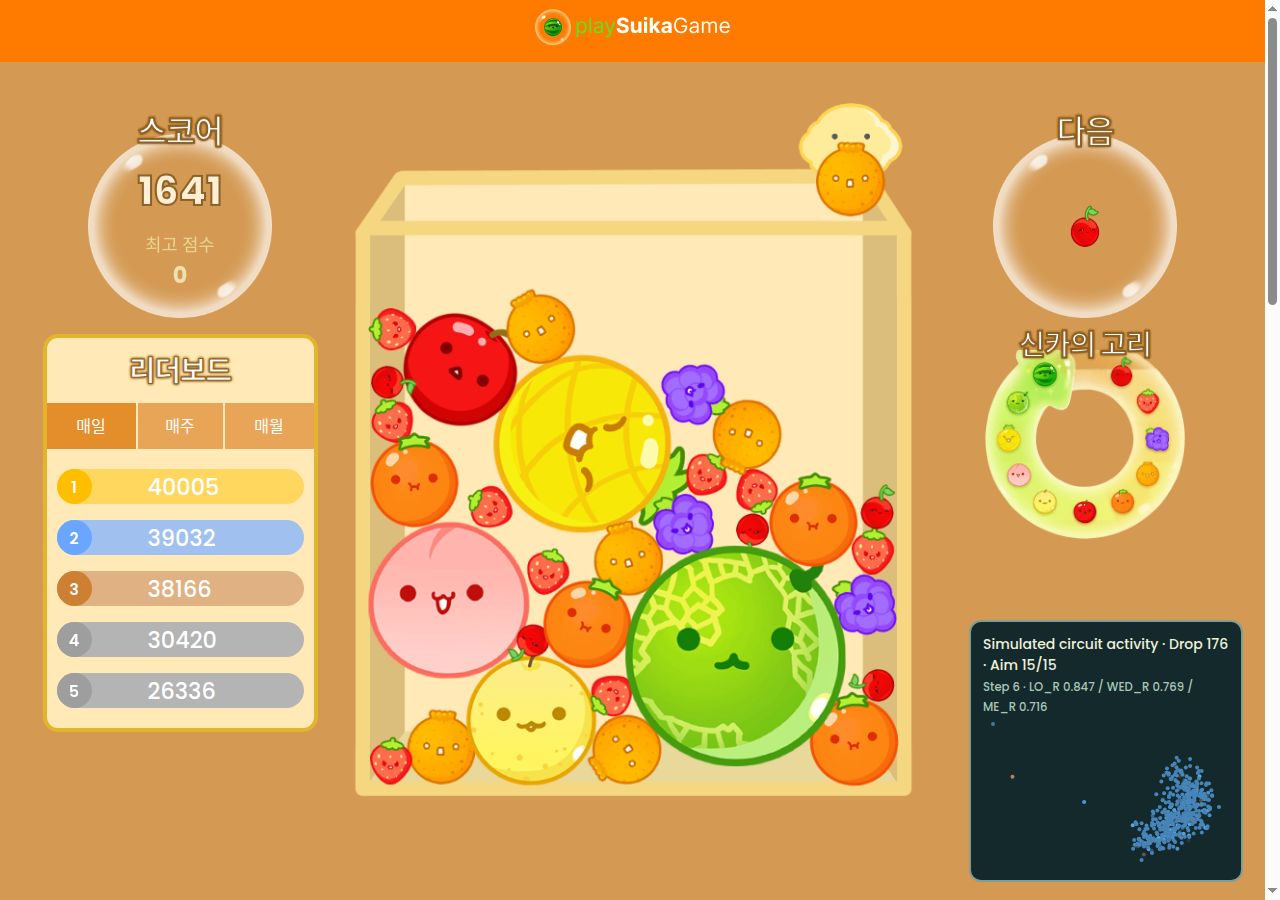 playSuikaGame
스코어
1641
최고 점수
0
리더보드
매일 매주 매월
1 40005
2 39032
3 38166
4 30420
5 26336
다음
신카의 고리
Simulated circuit activity · Drop 176
· Aim 15/15
Step 6 · LO_R 0.847 / WED_R 0.769 /
ME_R 0.716